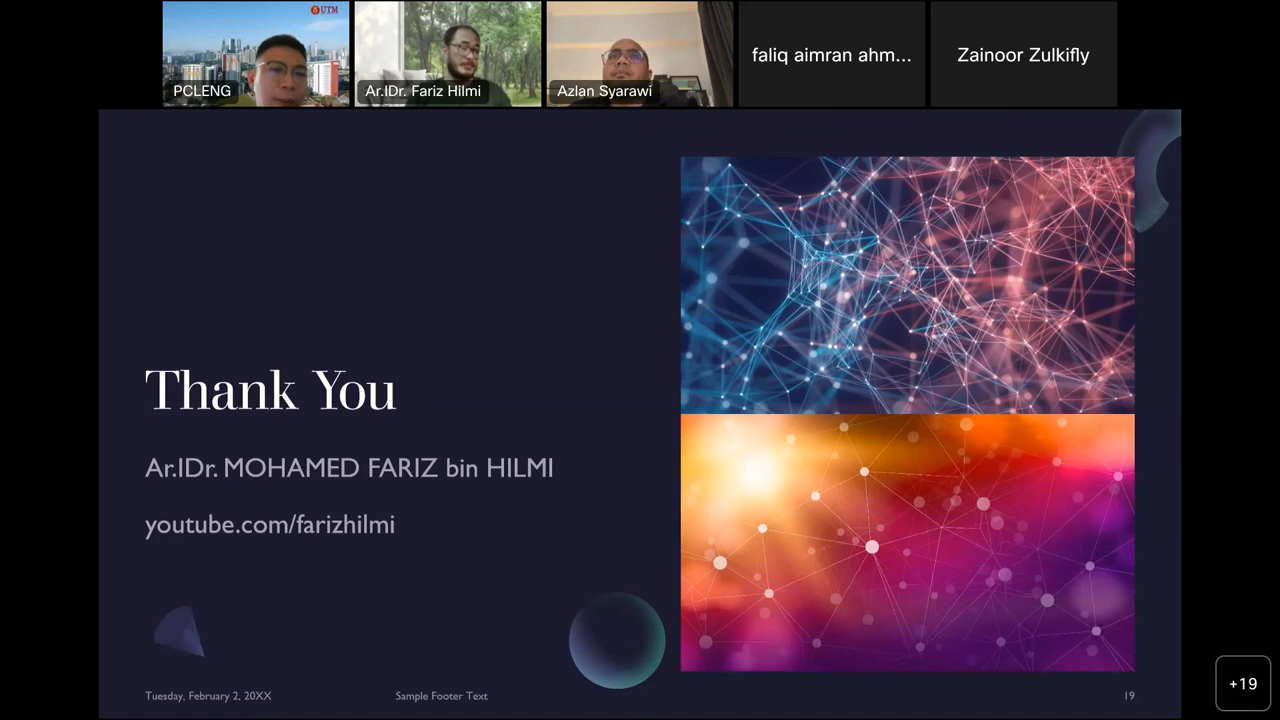 UTM
PCLENG
Ar.IDr. Fariz Hilmi
Azlan Syarawi
faliq aimran ahm...
Zainoor Zulkifly
Thank You
Ar.IDr. MOHAMED FARIZ bin HILMI
youtube.com/farizhilmi
Tuesday, February 2, 20XX
Sample Footer Text
19
+19